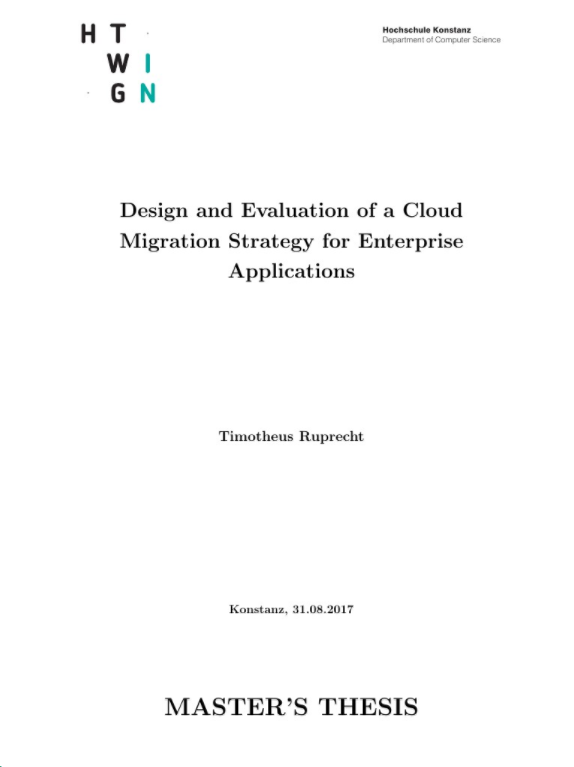 H T
W I
G N
Hochschule Konstanz
Department of Computer Science
Design and Evaluation of a Cloud
Migration Strategy for Enterprise
Applications
Timotheus Ruprecht
Konstanz, 31.08.2017
MASTER'S THESIS